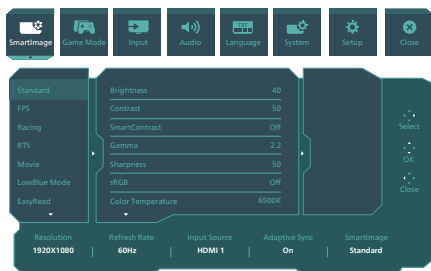 SmartImage
Game Mode
Input
Audio
TXT
Language
System
Setup
Close
Standard
FPS
Racing
RTS
Movie
LowBlue Mode
EasyRead
Brightness 40
Contrast 50
SmartContrast Off
Gamma 2.2
Sharpness 50
sRGB Off
Color Temperature 6500K
Select
OK
Close
Resolution Refresh Rate Input Source Adaptive Sync SmartImage
1920X1080 60Hz HDMI 1 On Standard